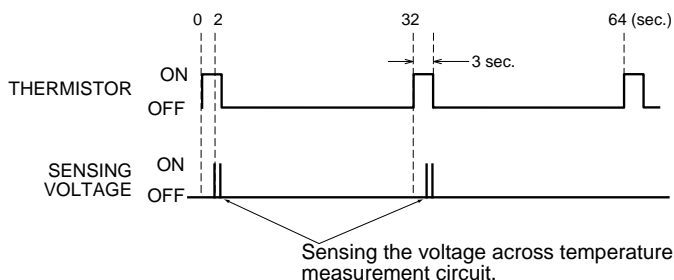 0 2 32 64 (sec.)
3 sec.
ON
THERMISTOR
OFF
ON
SENSING
VOLTAGE
OFF
Sensing the voltage across temperature
measurement circuit.